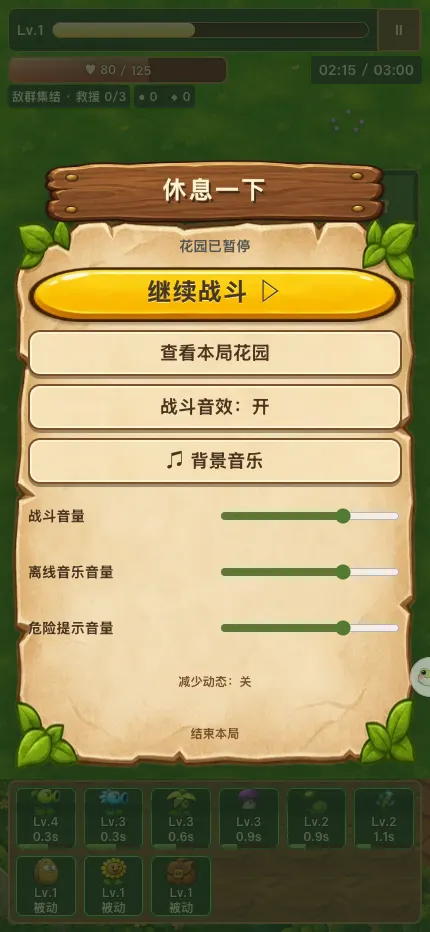 Lv.1
♥ 80 / 125
02:15 / 03:00
敌群集结 · 救援 0/3
● 0 ◆ 0
休息一下
花园已暂停
继续战斗 ▷
查看本局花园
战斗音效：开
♫ 背景音乐
战斗音量
离线音乐音量
危险提示音量
减少动态：关
结束本局
Lv.4 Lv.3 Lv.3 Lv.3 Lv.2 Lv.2
0.3s 0.3s 0.6s 0.9s 0.9s 1.1s
Lv.1 Lv.1 Lv.1
被动 被动 被动